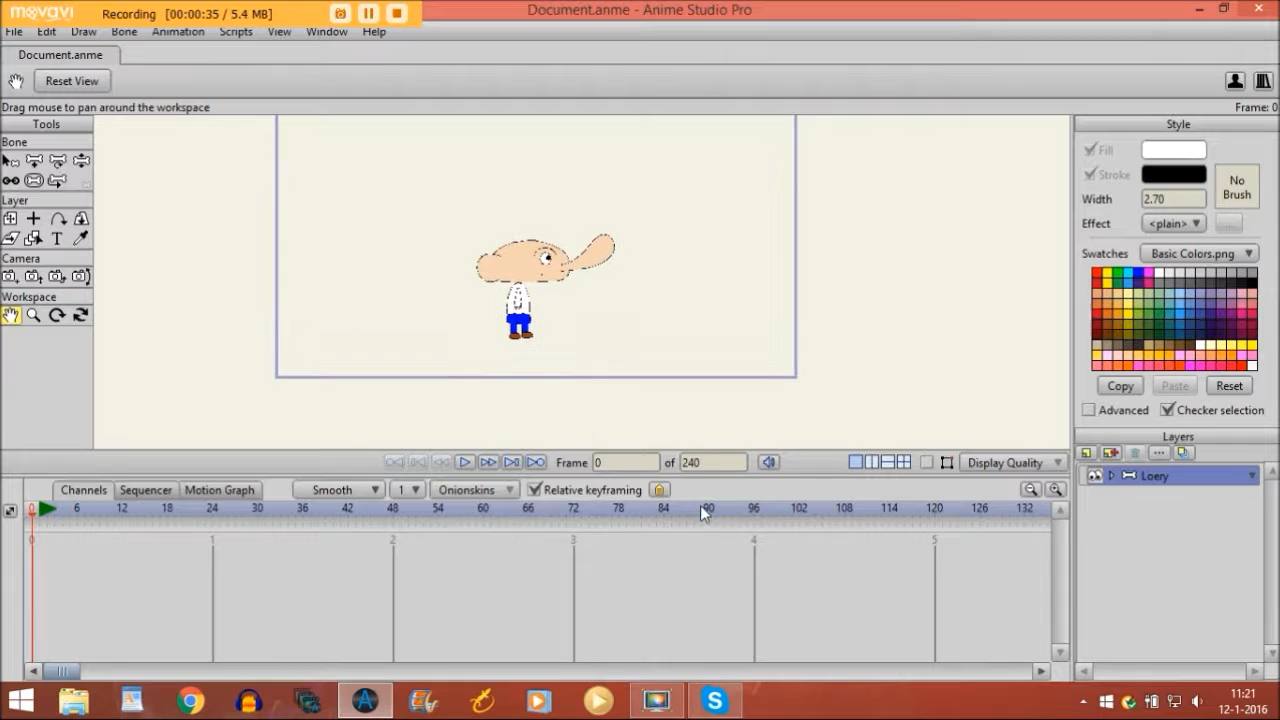 movavi Recording [00:00:35 / 5.4 MB]
Document.anme - Anime Studio Pro
File Edit Draw Bone Animation Scripts View Window Help
Document.anme
Reset View
Drag mouse to pan around the workspace
Frame: 0
Tools
Bone
Layer
T
Camera
Workspace
Style
Fill
Stroke
No Brush
Width 2.70
Effect <plain> ...
Swatches Basic Colors.png
Copy Paste Reset
Advanced Checker selection
Frame 0 of 240 Display Quality
Layers
Loery
Channels Sequencer Motion Graph Smooth 1 Onionskins Relative keyframing
0 6 12 18 24 30 36 42 48 54 60 66 72 78 84 90 96 102 108 114 120 126 132
0 1 2 3 4 5
11:21
12-1-2016